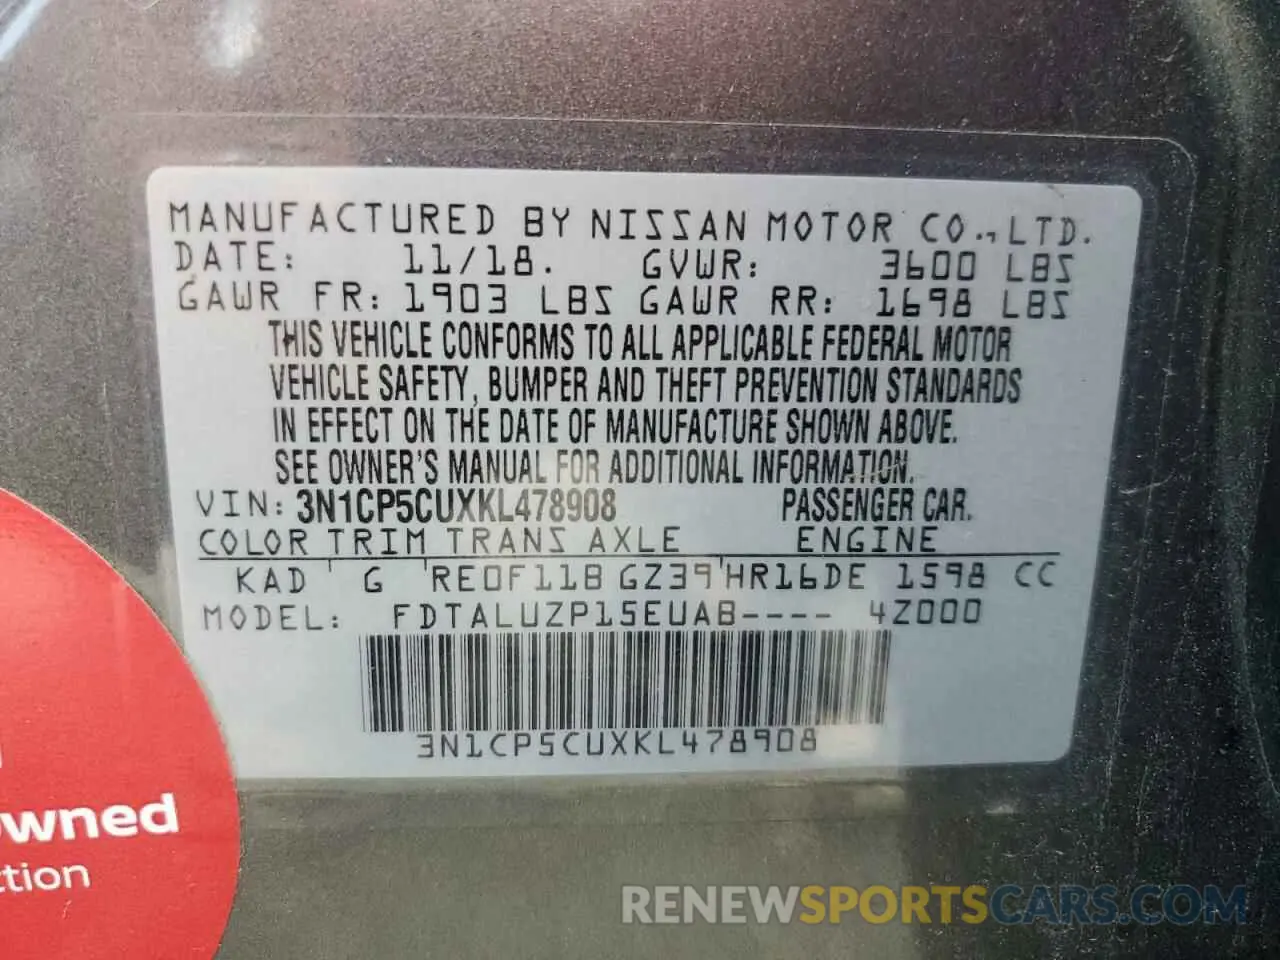 MANUFACTURED BY NISSAN MOTOR CO., LTD.
DATE: 11/18. GVWR: 3600 LBS
GAWR FR: 1903 LBS GAWR RR: 1698 LBS
THIS VEHICLE CONFORMS TO ALL APPLICABLE FEDERAL MOTOR
VEHICLE SAFETY, BUMPER AND THEFT PREVENTION STANDARDS
IN EFFECT ON THE DATE OF MANUFACTURE SHOWN ABOVE.
SEE OWNER'S MANUAL FOR ADDITIONAL INFORMATION.
VIN: 3N1CP5CUXKL478908 PASSENGER CAR.
COLOR TRIM TRANS AXLE ENGINE
KAD G RE0F11B GZ39 HR16DE 1598 CC
MODEL: FDTALUZP15EUAB---- 4Z000
3N1CP5CUXKL478908
wned
ction
RENEWSPORTSCARS.COM